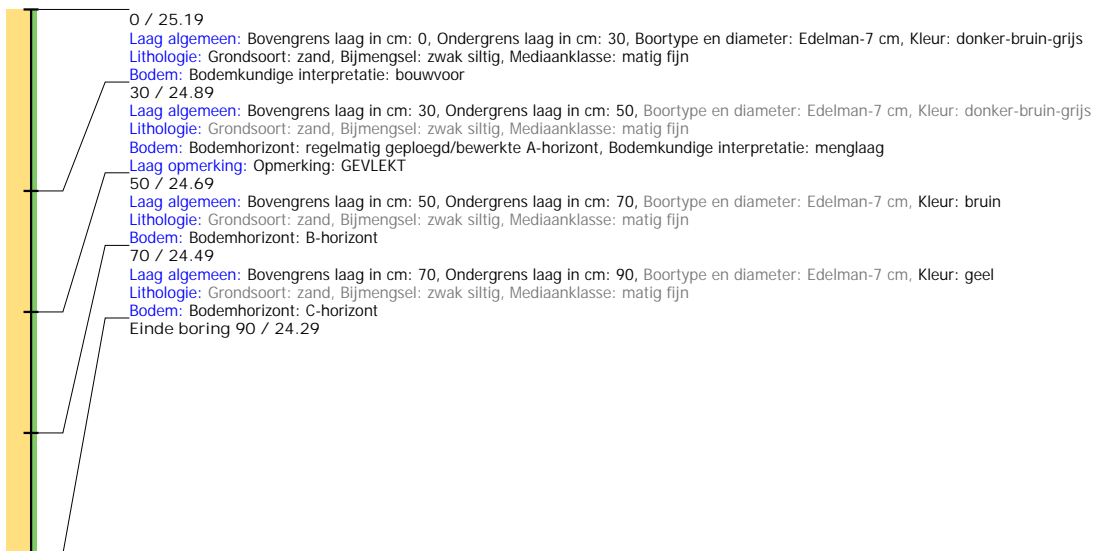 0 / 25.19
Laag algemeen: Bovengrens laag in cm: 0, Ondergrens laag in cm: 30, Boortype en diameter: Edelman-7 cm, Kleur: donker-bruin-grijs
Lithologie: Grondsoort: zand, Bijmengsel: zwak siltig, Mediaanklasse: matig fijn
Bodem: Bodemkundige interpretatie: bouwvoor
30 / 24.89
Laag algemeen: Bovengrens laag in cm: 30, Ondergrens laag in cm: 50, Boortype en diameter: Edelman-7 cm, Kleur: donker-bruin-grijs
Lithologie: Grondsoort: zand, Bijmengsel: zwak siltig, Mediaanklasse: matig fijn
Bodem: Bodemhorizont: regelmatig geploegd/bewerkte A-horizont, Bodemkundige interpretatie: menglaag
Laag opmerking: Opmerking: GEVLEKT
50 / 24.69
Laag algemeen: Bovengrens laag in cm: 50, Ondergrens laag in cm: 70, Boortype en diameter: Edelman-7 cm, Kleur: bruin
Lithologie: Grondsoort: zand, Bijmengsel: zwak siltig, Mediaanklasse: matig fijn
Bodem: Bodemhorizont: B-horizont
70 / 24.49
Laag algemeen: Bovengrens laag in cm: 70, Ondergrens laag in cm: 90, Boortype en diameter: Edelman-7 cm, Kleur: geel
Lithologie: Grondsoort: zand, Bijmengsel: zwak siltig, Mediaanklasse: matig fijn
Bodem: Bodemhorizont: C-horizont
Einde boring 90 / 24.29